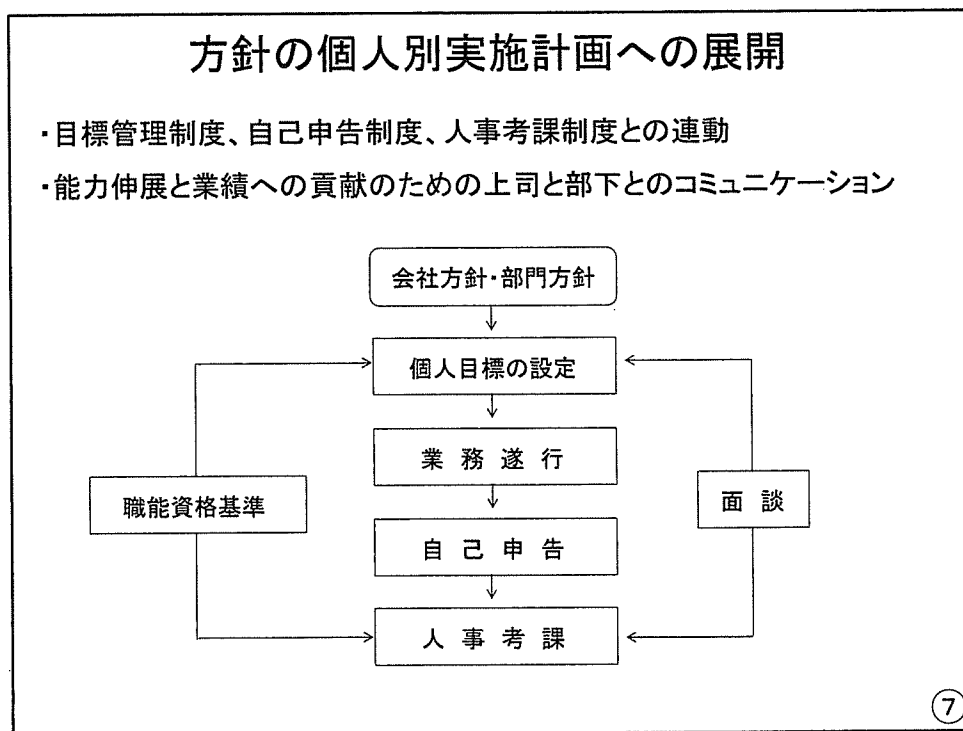 方針の個人別実施計画への展開
・目標管理制度、自己申告制度、人事考課制度との連動
・能力伸展と業績への貢献のための上司と部下とのコミュニケーション
会社方針・部門方針
個人目標の設定
業務遂行
職能資格基準
面談
自己申告
人事考課
⑦